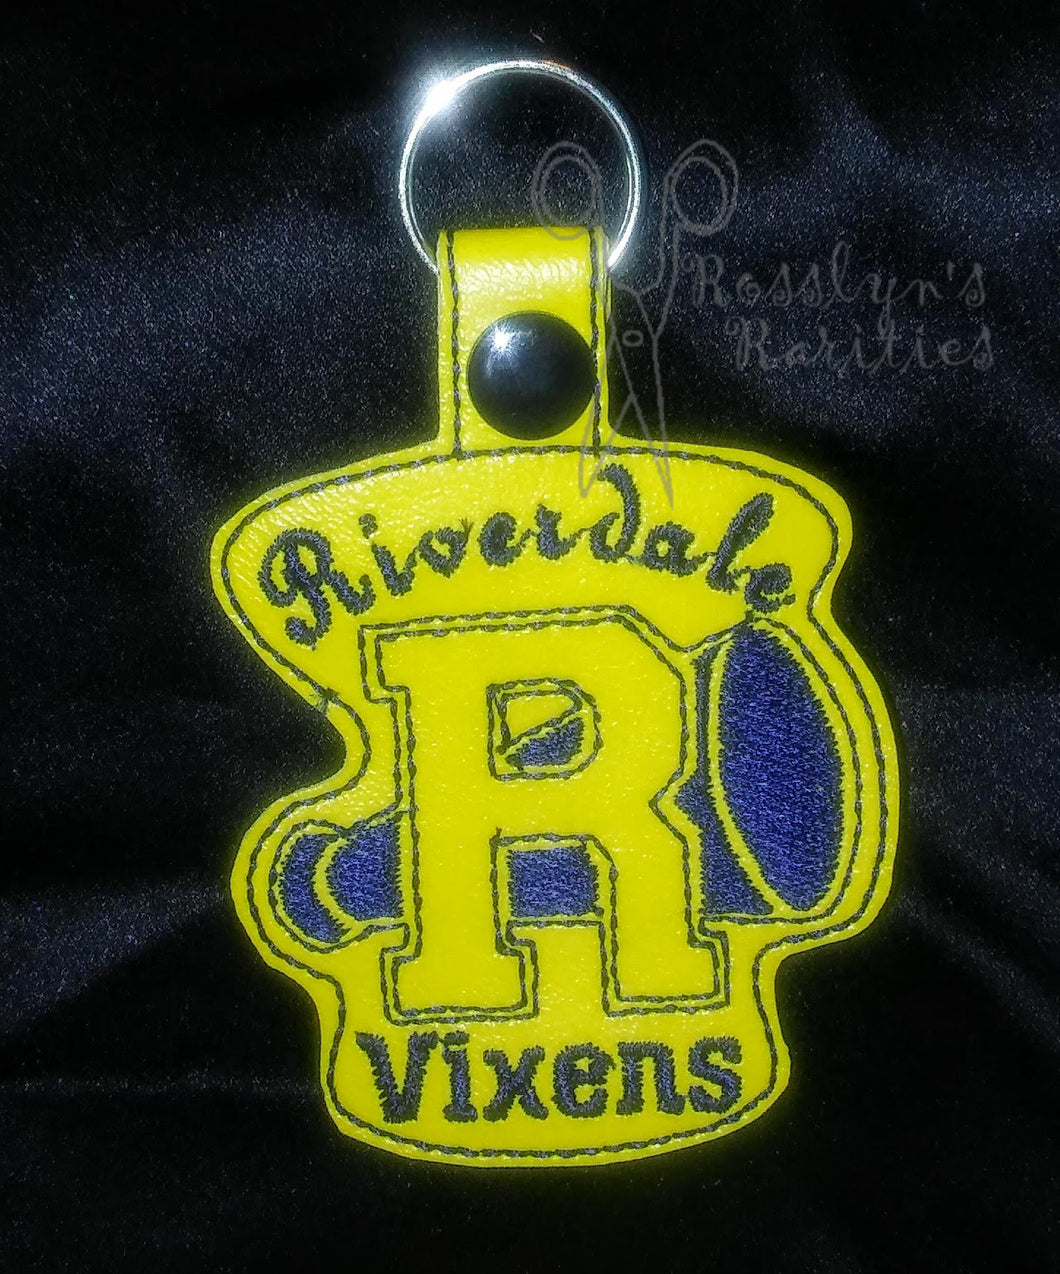 Rosslyn's
Rarities
Riverdale
R
Vixens